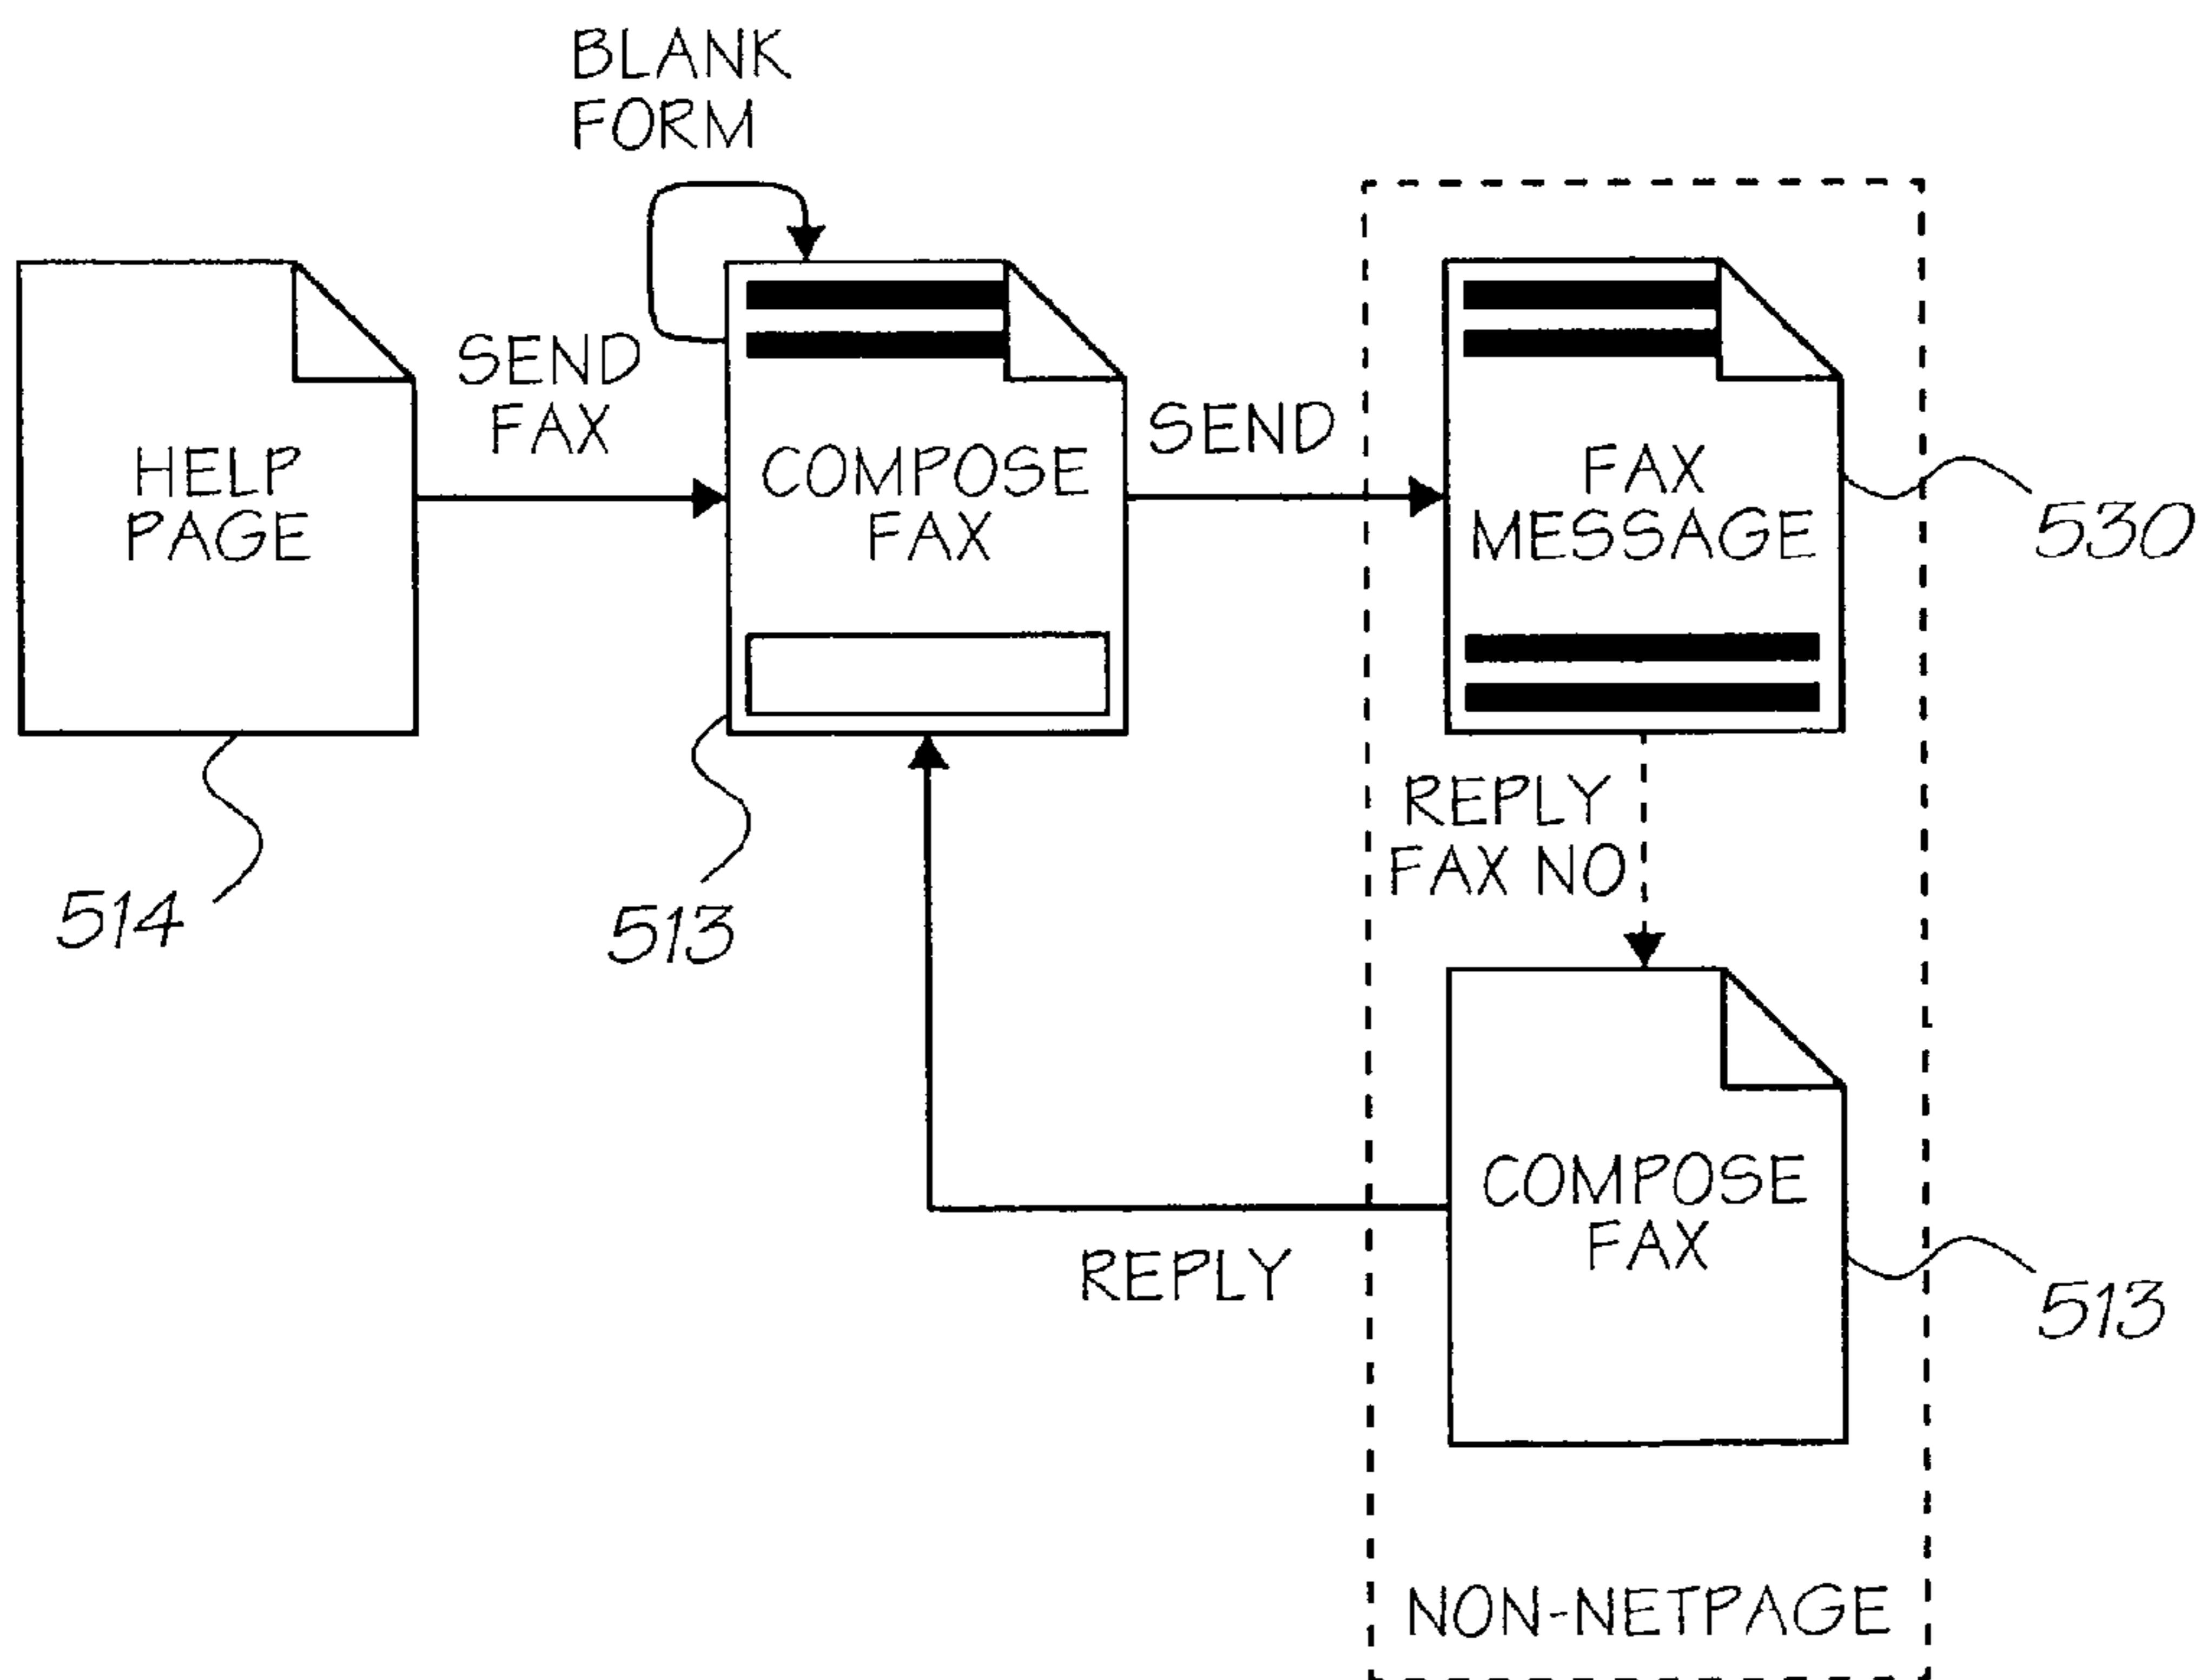 BLANK
FORM
SEND
FAX
HELP
PAGE
COMPOSE
FAX
SEND
FAX
MESSAGE
530
514
513
REPLY
FAX NO
COMPOSE
FAX
REPLY
513
NON-NETPAGE